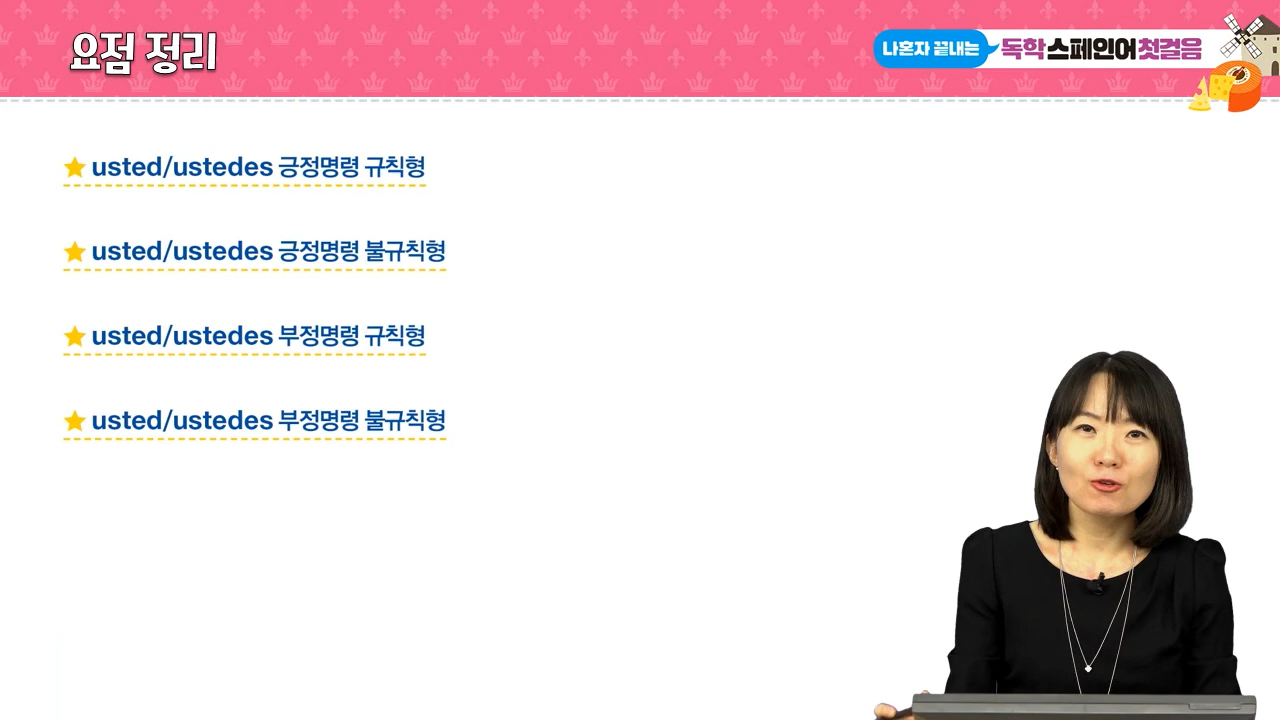 요점 정리
나혼자 끝내는 독학 스페인어 첫걸음
usted/ustedes 긍정명령 규칙형
usted/ustedes 긍정명령 불규칙형
usted/ustedes 부정명령 규칙형
usted/ustedes 부정명령 불규칙형